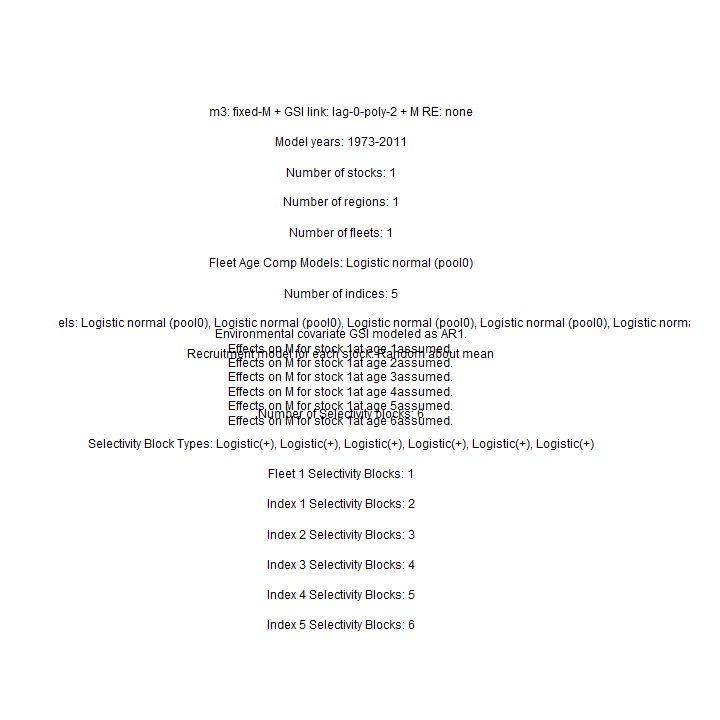 m3: fixed-M + GSI link: lag-0-poly-2 + M RE: none
Model years: 1973-2011
Number of stocks: 1
Number of regions: 1
Number of fleets: 1
Fleet Age Comp Models: Logistic normal (pool0)
Number of indices: 5
els: Logistic normal (pool0), Logistic normal (pool0), Logistic normal (pool0), Logistic normal (pool0), Logistic norma
Environmental covariate GSI modeled as AR1.
Effects on M for stock 1at age 1assumed.
Recruitment model for each stock: Random about mean
Effects on M for stock 1at age 2assumed.
Effects on M for stock 1at age 3assumed.
Effects on M for stock 1at age 4assumed.
Effects on M for stock 1at age 5assumed.
Number of Selectivity blocks: 6
Effects on M for stock 1at age 6assumed.
Selectivity Block Types: Logistic(+), Logistic(+), Logistic(+), Logistic(+), Logistic(+), Logistic(+)
Fleet 1 Selectivity Blocks: 1
Index 1 Selectivity Blocks: 2
Index 2 Selectivity Blocks: 3
Index 3 Selectivity Blocks: 4
Index 4 Selectivity Blocks: 5
Index 5 Selectivity Blocks: 6